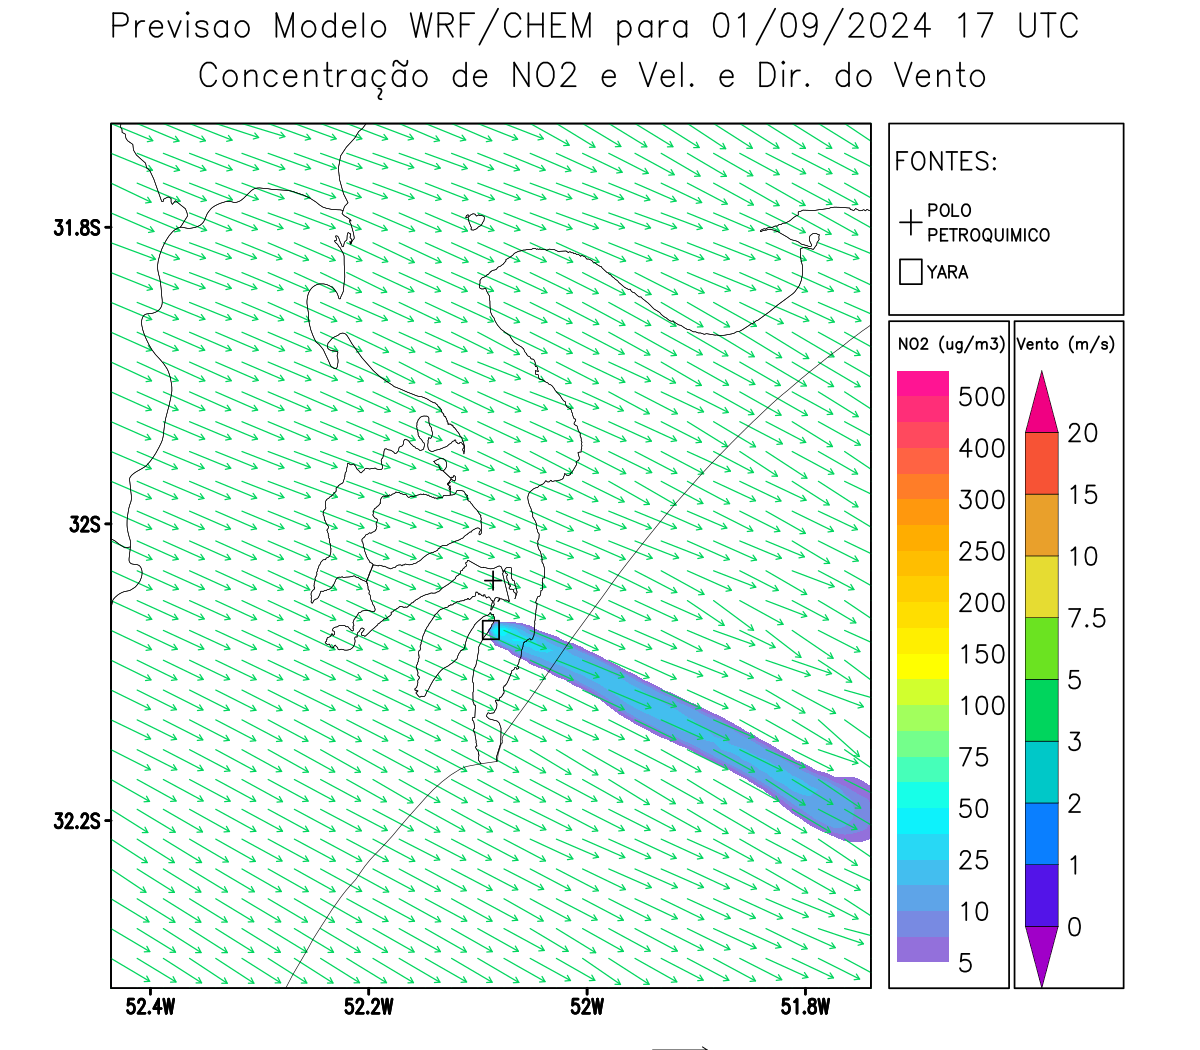 Previsao Modelo WRF/CHEM para 01/09/2024 17 UTC
Concentração de NO2 e Vel. e Dir. do Vento
FONTES:
POLO
PETROQUIMICO
YARA
31.8S
32S
32.2S
52.4W
52.2W
52W
51.8W
NO2 (ug/m3)
500
400
300
250
200
150
100
75
50
25
10
5
Vento (m/s)
20
15
10
7.5
5
3
2
1
0